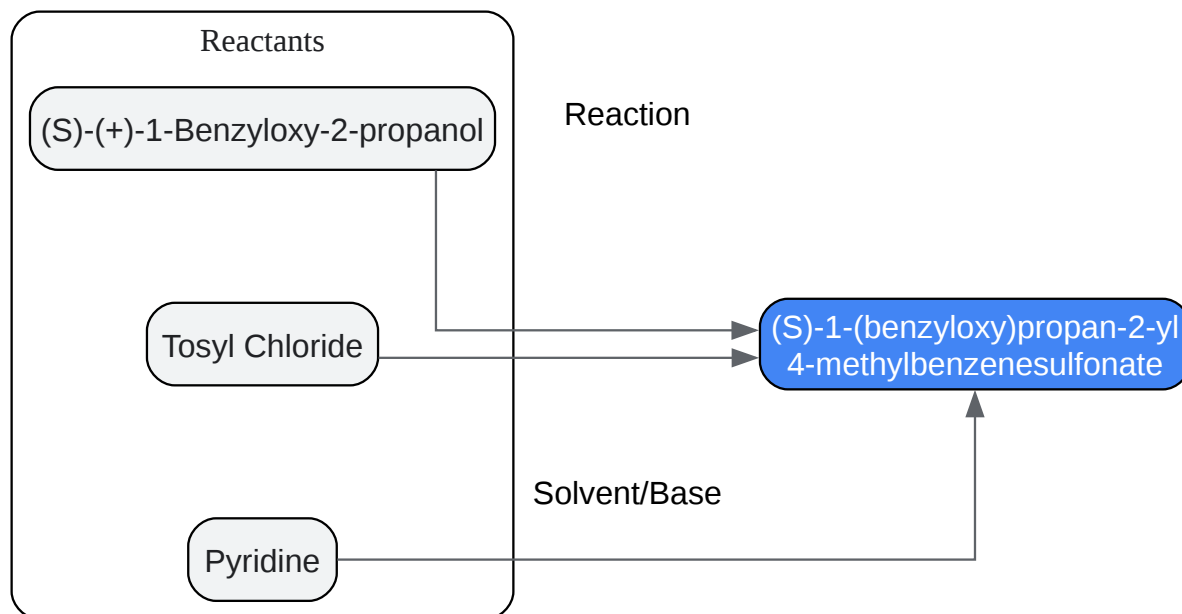 Reactants
(S)-(+)-1-Benzyloxy-2-propanol
Reaction
Tosyl Chloride
(S)-1-(benzyloxy)propan-2-yl
4-methylbenzenesulfonate
Solvent/Base
Pyridine